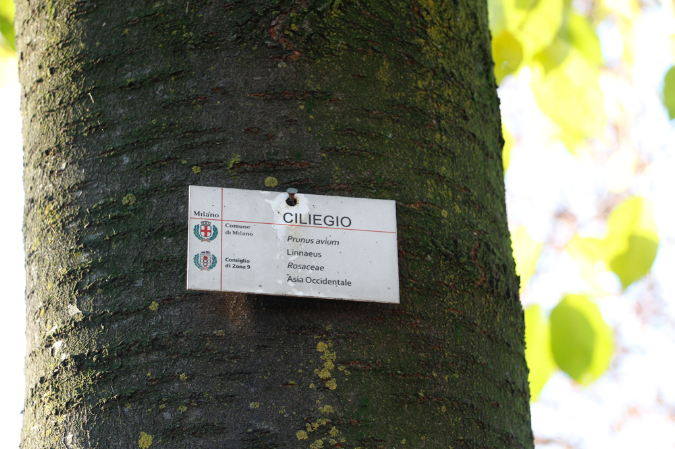 Milano
Comune
di Milano
Consiglio
di Zona 9
CILIEGIO
Prunus avium
Linnaeus
Rosaceae
Asia Occidentale